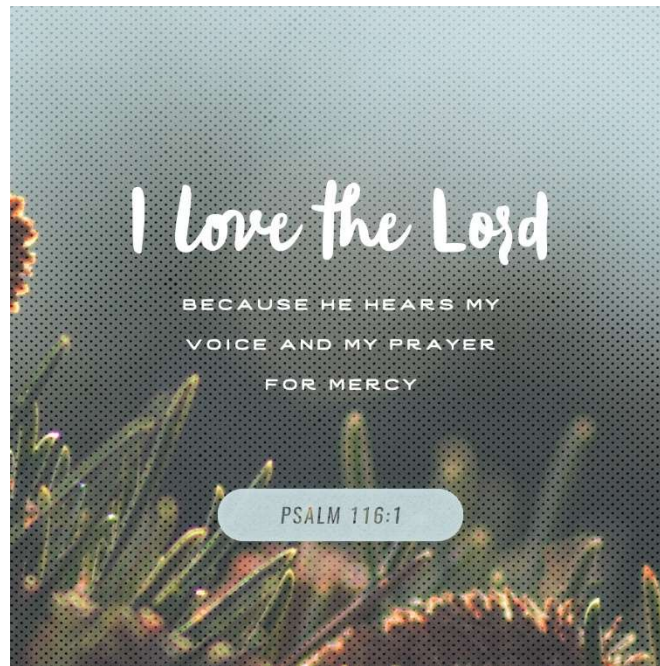 I love the Lord
BECAUSE HE HEARS MY
VOICE AND MY PRAYER
FOR MERCY
PSALM 116:1